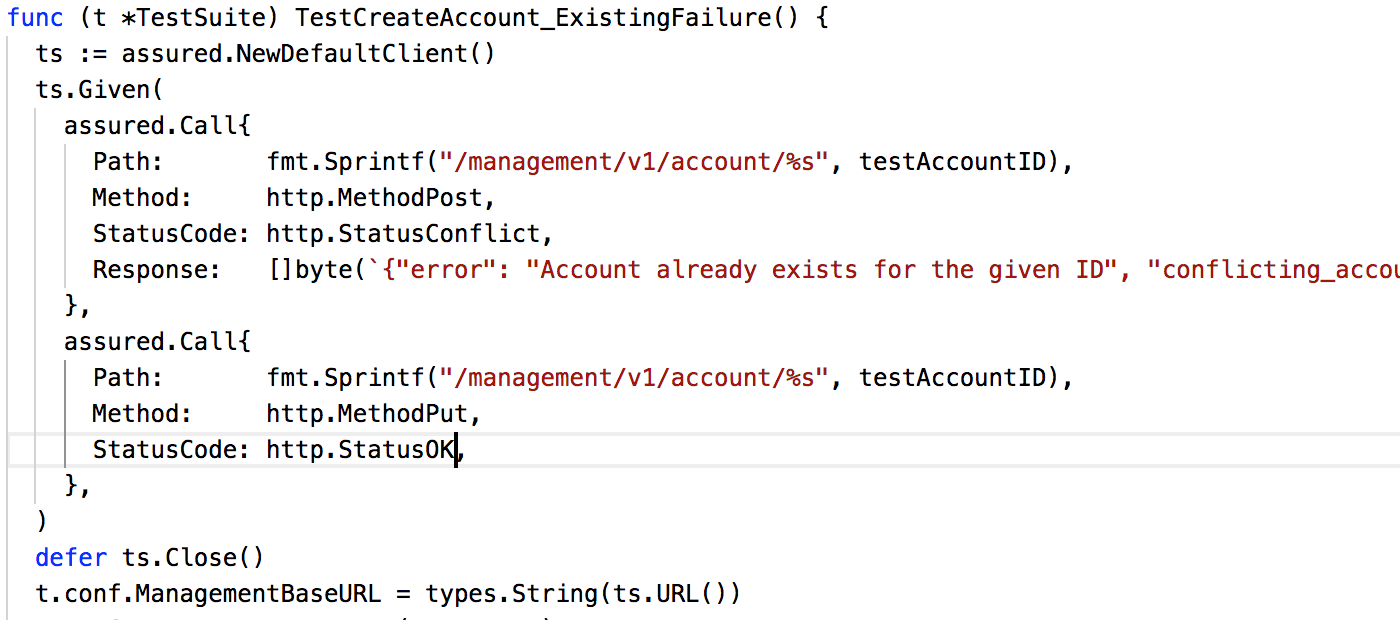 func (t *TestSuite) TestCreateAccount_ExistingFailure() {
  ts := assured.NewDefaultClient()
  ts.Given(
    assured.Call{
      Path:       fmt.Sprintf("/management/v1/account/%s", testAccountID),
      Method:     http.MethodPost,
      StatusCode: http.StatusConflict,
      Response:   []byte(`{"error": "Account already exists for the given ID", "conflicting_accou
    },
    assured.Call{
      Path:       fmt.Sprintf("/management/v1/account/%s", testAccountID),
      Method:     http.MethodPut,
      StatusCode: http.StatusOK,
    },
  )
  defer ts.Close()
  t.conf.ManagementBaseURL = types.String(ts.URL())